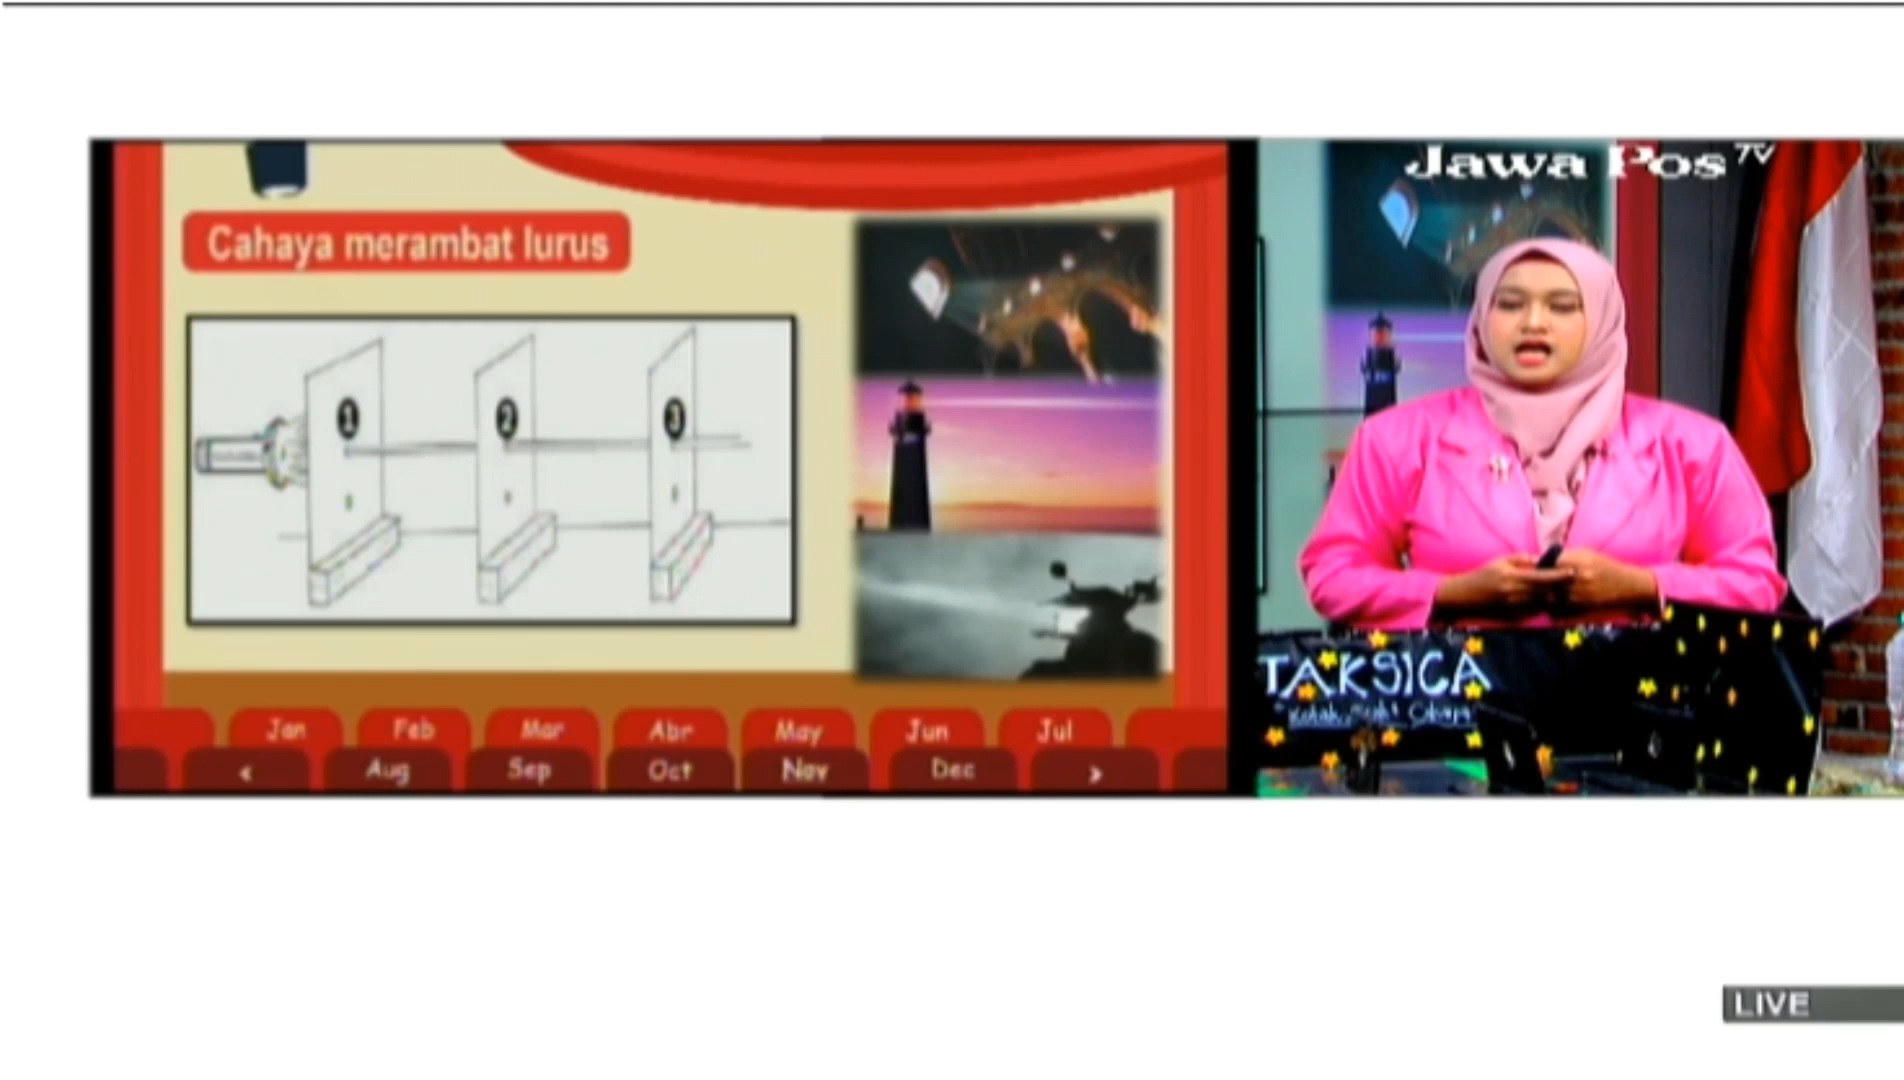 Jawa Pos TV
Cahaya merambat lurus
1
2
3
TAKSICA
Jan
Feb
Mar
Abr
May
Jun
Jul
<
Aug
Sep
Oct
Nov
Dec
>
LIVE